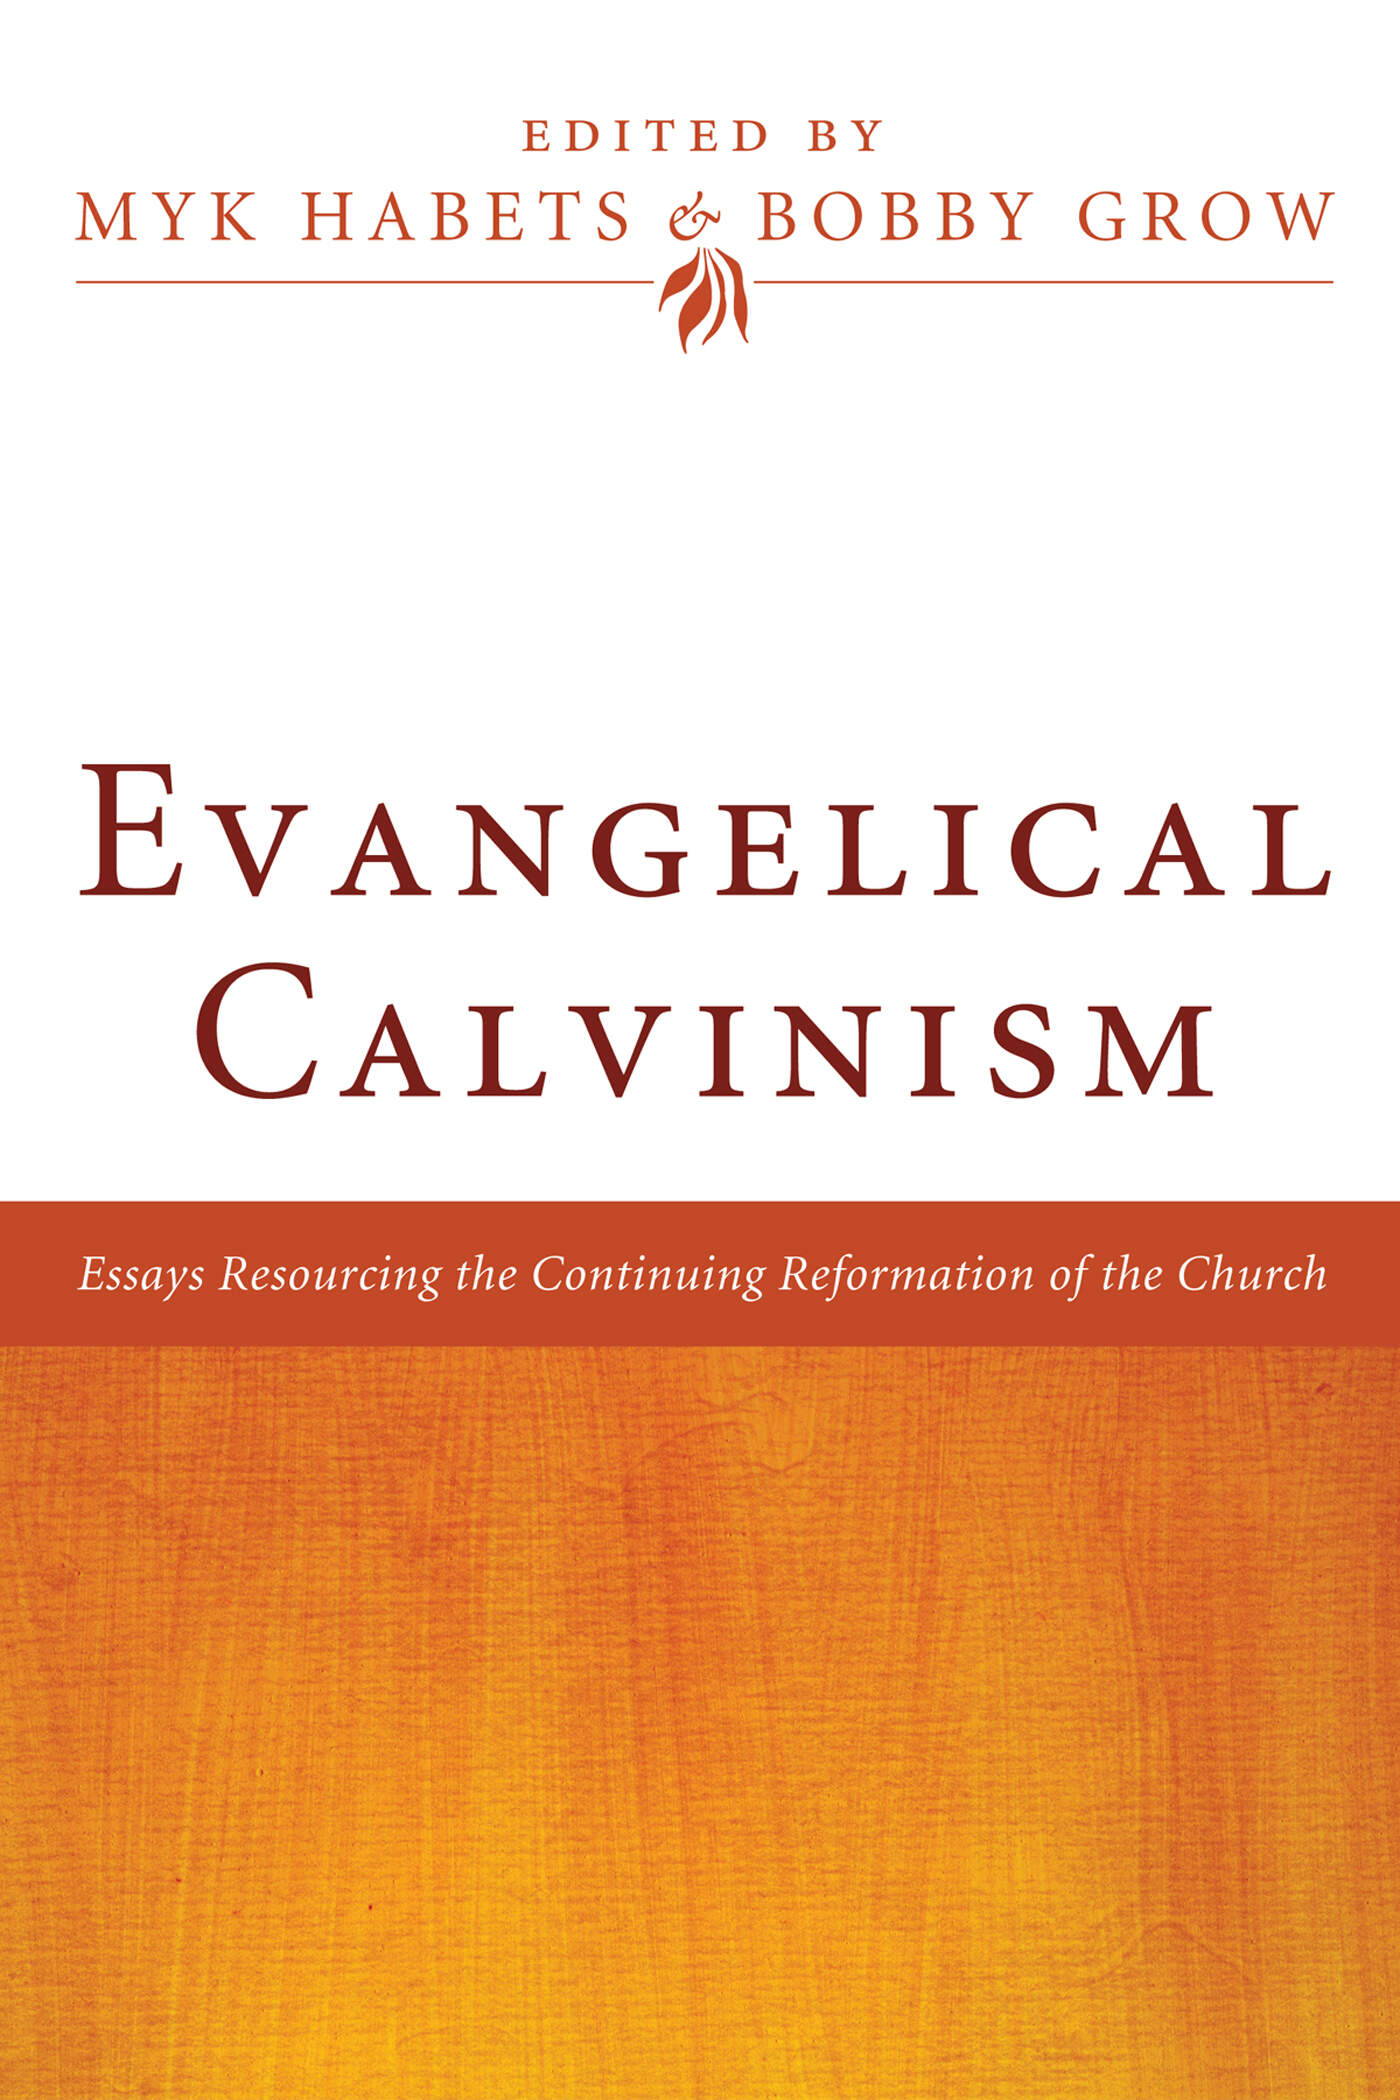 EDITED BY
MYK HABETS & BOBBY GROW
EVANGELICAL
CALVINISM
Essays Resourcing the Continuing Reformation of the Church